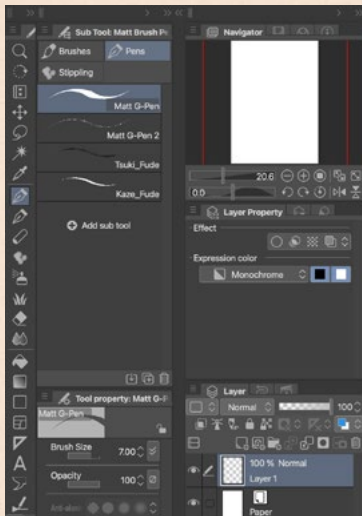 Sub Tool: Matt Brush P
Brushes
Pens
Stippling
Matt G-Pen
Matt G-Pen 2
Tsuki_Fude
Kaze_Fude
Add sub tool
Tool property: Matt G-P
Matt G-Pen
Brush Size 7.00
Opacity 100
Anti-alias
Navigator
20.6
0.0
Layer Property
Effect
Expression color
Monochrome
Layer
Normal 100
100 % Normal
Layer 1
Paper
A